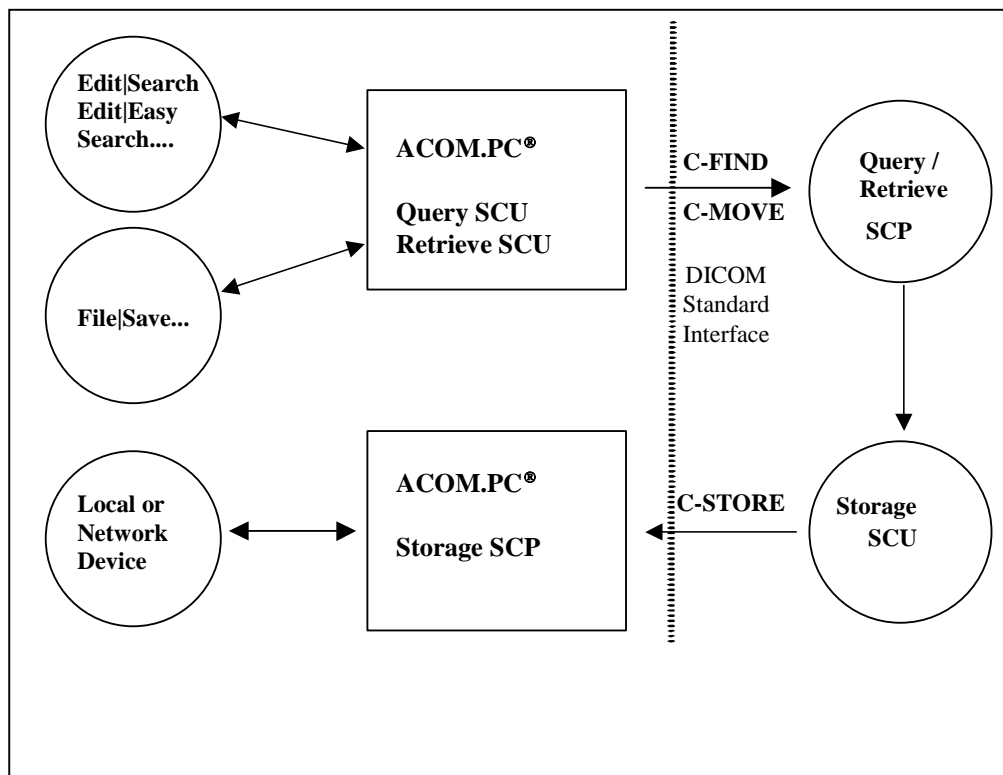 Edit|Search
Edit|Easy
Search....
ACOM.PC®
Query SCU
Retrieve SCU
C-FIND
C-MOVE
Query /
Retrieve
SCP
File|Save...
DICOM
Standard
Interface
Local or
Network
Device
ACOM.PC®
Storage SCP
C-STORE
Storage
SCU